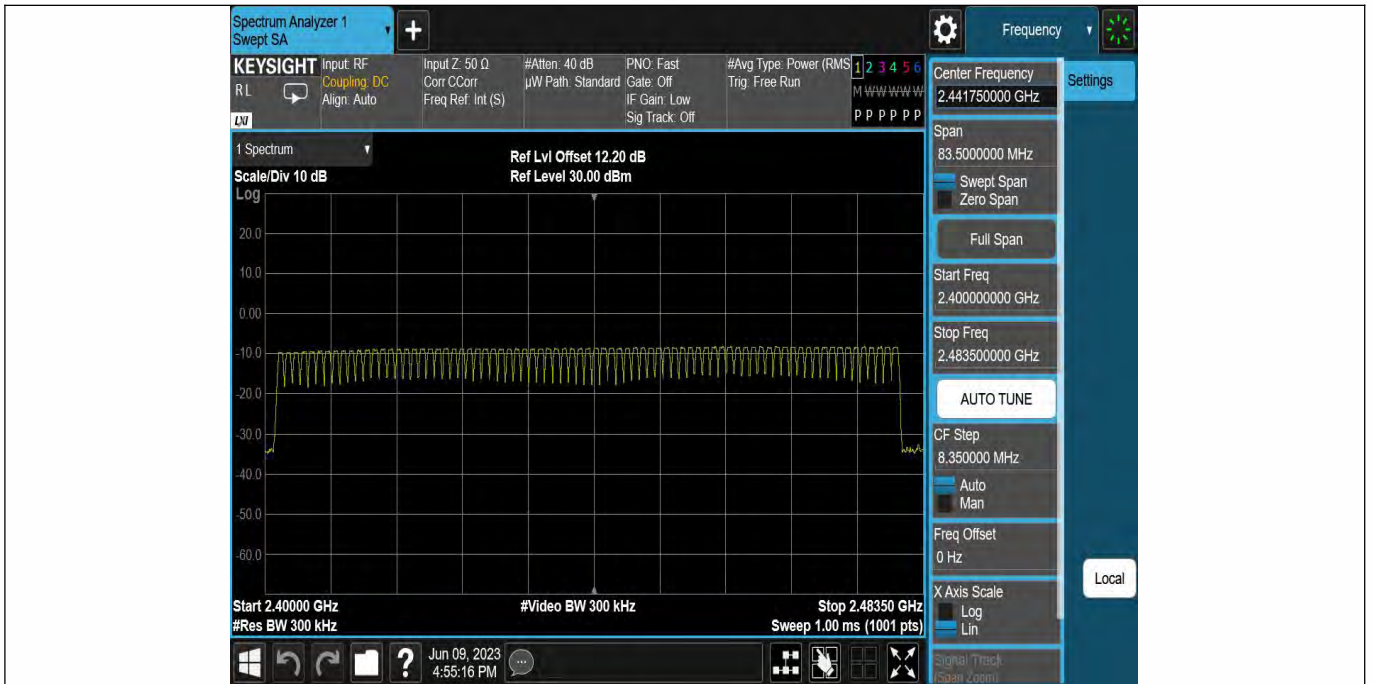 Spectrum Analyzer 1
Swept SA
+
Frequency
KEYSIGHT
RL
LXI
Input: RF
Coupling: DC
Align: Auto
Input Z: 50 Ω
Corr CCorr
Freq Ref: Int (S)
#Atten: 40 dB
µW Path: Standard
PNO: Fast
Gate: Off
IF Gain: Low
Sig Track: Off
#Avg Type: Power (RMS
Trig: Free Run
1 2 3 4 5 6
M W W W W W
P P P P P P
1 Spectrum
Scale/Div 10 dB
Ref Lvl Offset 12.20 dB
Ref Level 30.00 dBm
Log
20.0
10.0
0.00
-10.0
-20.0
-30.0
-40.0
-50.0
-60.0
Start 2.40000 GHz
#Res BW 300 kHz
#Video BW 300 kHz
Stop 2.48350 GHz
Sweep 1.00 ms (1001 pts)
?
Jun 09, 2023
4:55:16 PM
Center Frequency
2.441750000 GHz
Settings
Span
83.5000000 MHz
Swept Span
Zero Span
Full Span
Start Freq
2.400000000 GHz
Stop Freq
2.483500000 GHz
AUTO TUNE
CF Step
8.350000 MHz
Auto
Man
Freq Offset
0 Hz
X Axis Scale
Log
Lin
Signal Track
(Span Zoom)
Local